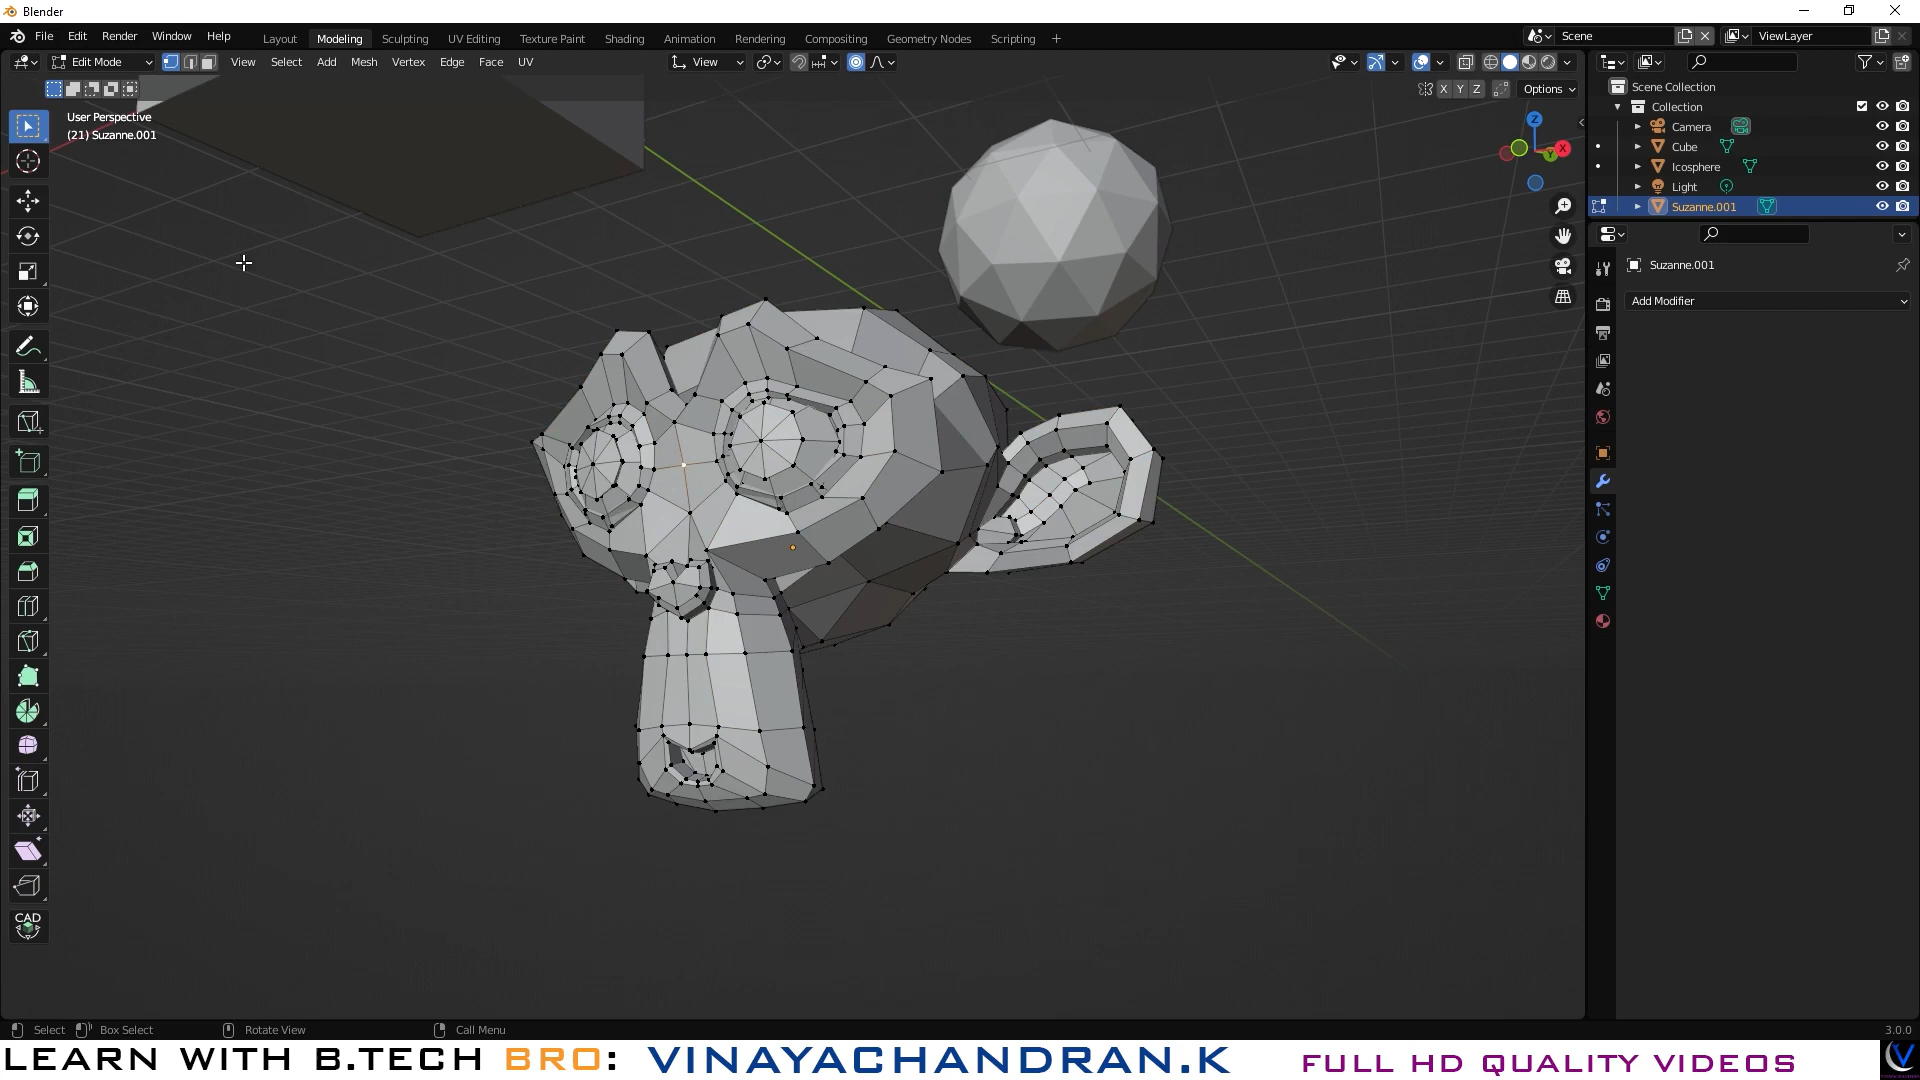 Blender
File Edit Render Window Help
Layout Modeling Sculpting UV Editing Texture Paint Shading Animation Rendering Compositing Geometry Nodes Scripting +
Scene
ViewLayer
Edit Mode
View Select Add Mesh Vertex Edge Face UV
View
X Y Z Options
User Perspective
(21) Suzanne.001
Z
X
Y
Scene Collection
Collection
Camera
Cube
Icosphere
Light
Suzanne.001
Suzanne.001
Add Modifier
CAD
Select Box Select Rotate View Call Menu 3.0.0
LEARN WITH B.TECH BRO: VINAYACHANDRAN.K FULL HD QUALITY VIDEOS